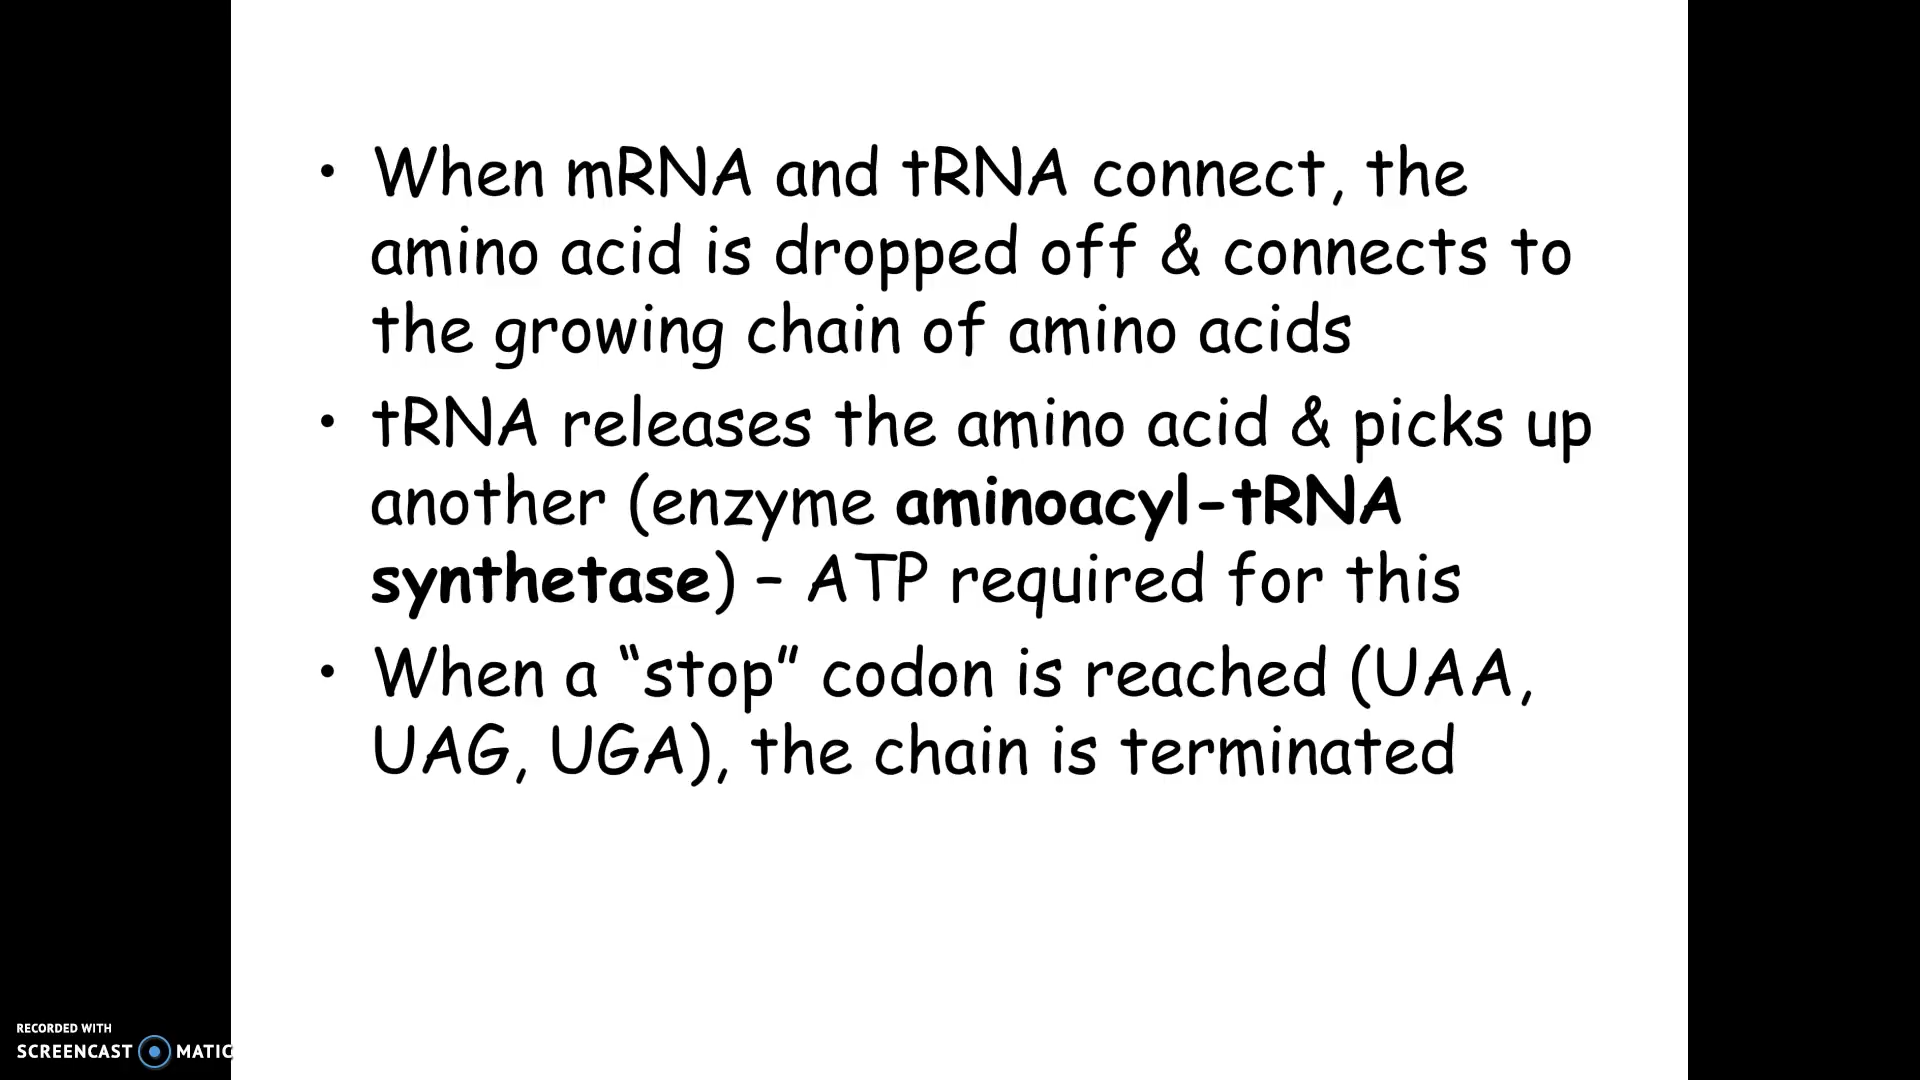 • When mRNA and tRNA connect, the
amino acid is dropped off & connects to
the growing chain of amino acids
• tRNA releases the amino acid & picks up
another (enzyme aminoacyl-tRNA
synthetase) – ATP required for this
• When a “stop” codon is reached (UAA,
UAG, UGA), the chain is terminated
RECORDED WITH
SCREENCAST MATIC